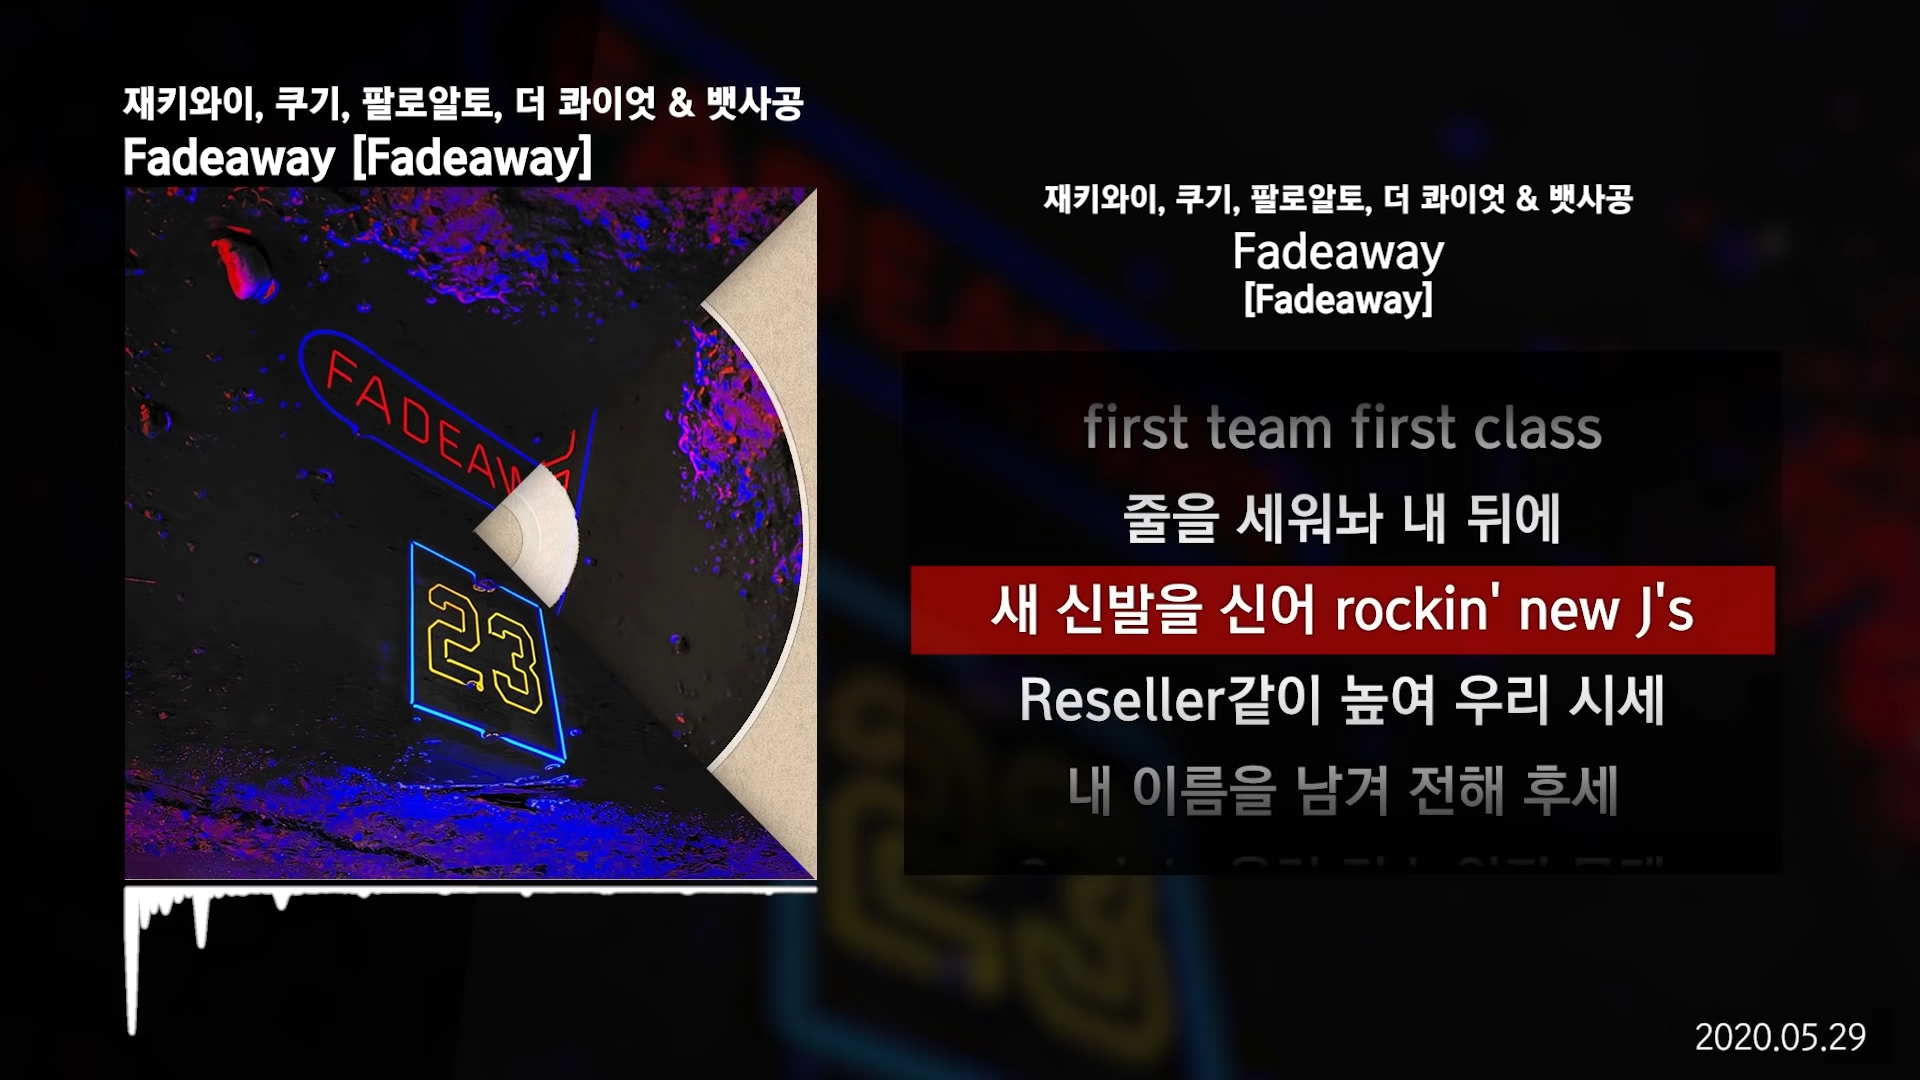 재키와이, 쿠기, 팔로알토, 더 콰이엇 & 뱃사공
Fadeaway [Fadeaway]
FADEAWAY
23
재키와이, 쿠기, 팔로알토, 더 콰이엇 & 뱃사공
Fadeaway
[Fadeaway]
first team first class
줄을 세워놔 내 뒤에
새 신발을 신어 rockin' new J's
Reseller같이 높여 우리 시세
내 이름을 남겨 전해 후세
2020.05.29